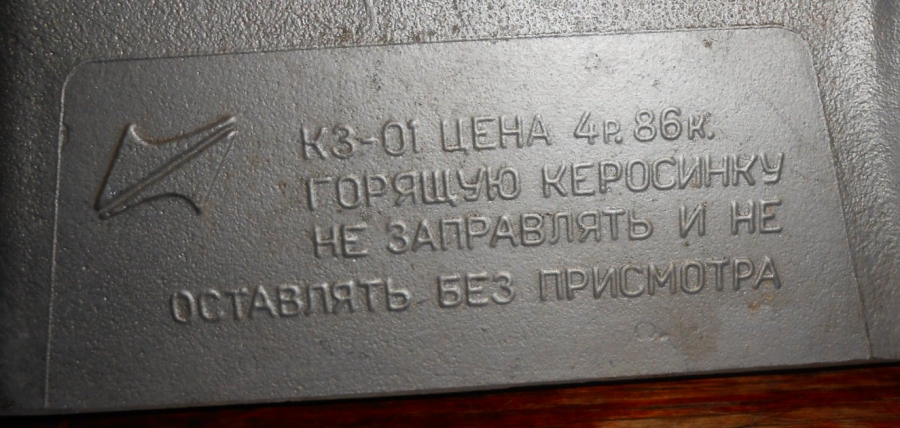 КЗ-01 ЦЕНА 4р. 86к.
ГОРЯЩУЮ КЕРОСИНКУ
НЕ ЗАПРАВЛЯТЬ И НЕ
ОСТАВЛЯТЬ БЕЗ ПРИСМОТРА